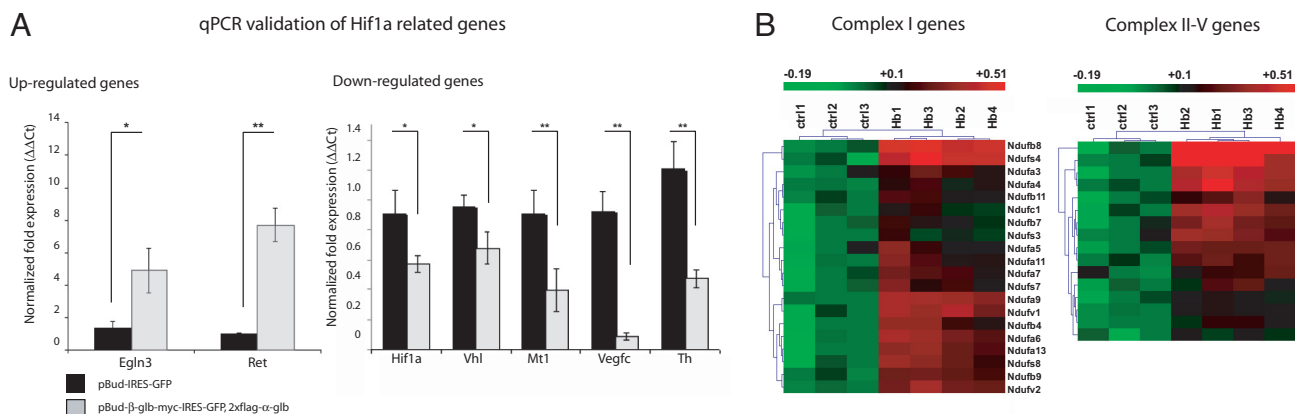 A
qPCR validation of Hif1a related genes
Up-regulated genes
Normalized fold expression (ΔΔCt)
14
12
10
8
6
4
2
0
*
**
Egln3
Ret
Down-regulated genes
Normalized fold expression (ΔΔCt)
1.4
1.2
1.0
0.8
0.6
0.4
0.2
0
*
*
**
**
**
Hif1a
Vhl
Mt1
Vegfc
Th
pBud-IRES-GFP
pBud-β-glb-myc-IRES-GFP, 2xflag-α-glb
B
Complex I genes
-0.19 +0.1 +0.51
ctrl1 ctrl2 ctrl3 Hb1 Hb3 Hb2 Hb4
Ndufb8
Ndufs4
Ndufa3
Ndufa4
Ndufb11
Ndufc1
Ndufb7
Ndufs3
Ndufa5
Ndufa11
Ndufa7
Ndufs7
Ndufa9
Ndufv1
Ndufb4
Ndufa6
Ndufa13
Ndufs8
Ndufb9
Ndufv2
Complex II-V genes
-0.19 +0.1 +0.51
ctrl1 ctrl2 ctrl3 Hb2 Hb1 Hb3 Hb4